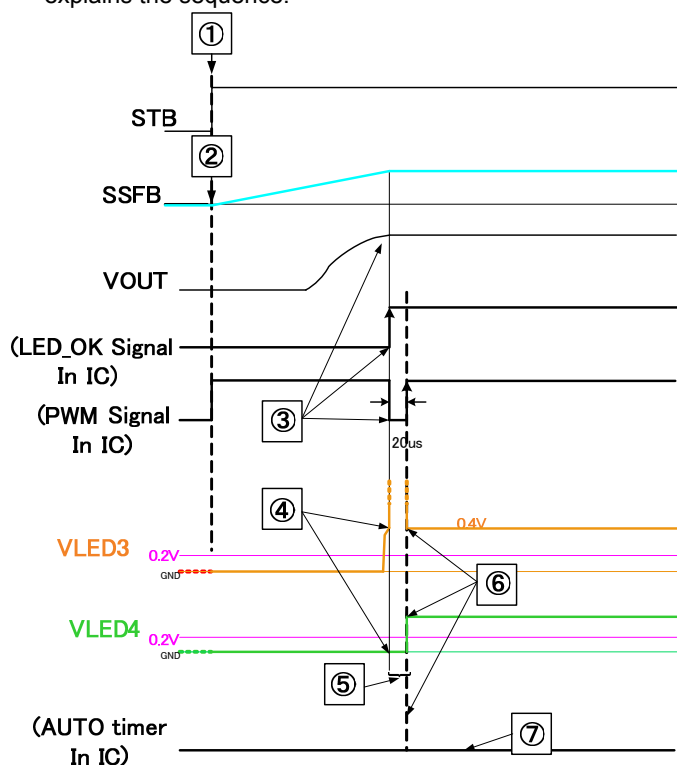 explains the sequence.
①
STB
②
SSFB
VOUT
(LED_OK Signal
In IC)
(PWM Signal
In IC)
③
20us
④
0.4V
VLED3
0.2V
GND
⑥
VLED4
0.2V
GND
⑤
(AUTO timer
In IC)
⑦